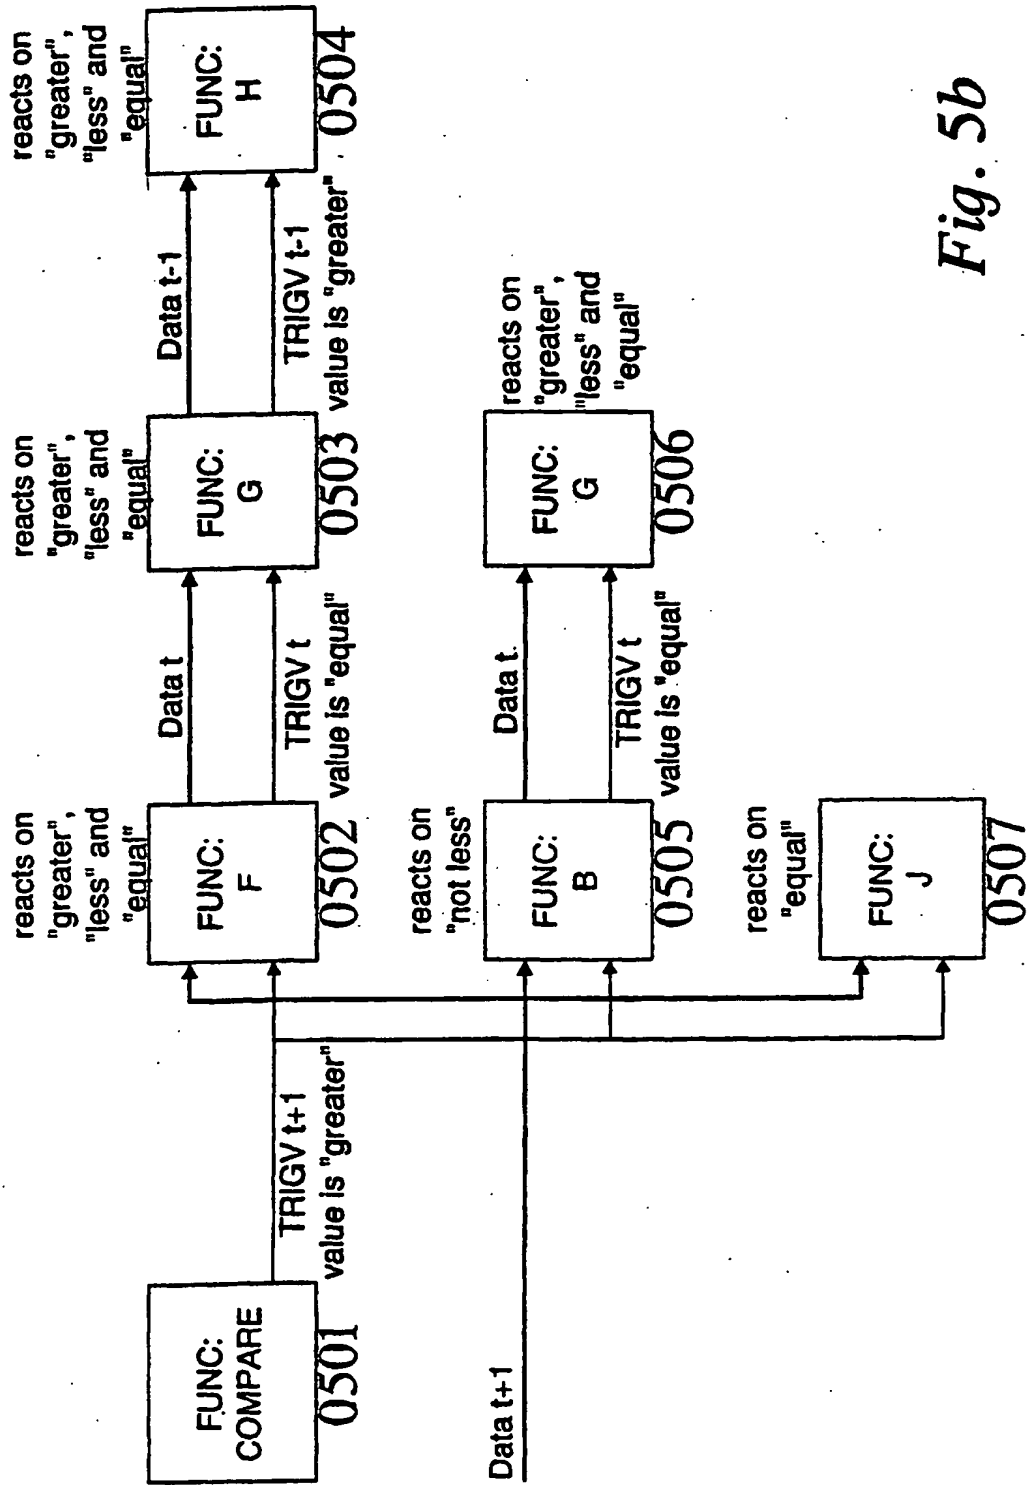 reacts on
"greater",
"less" and
"equal"
FUNC:
H
0504
Data t-1
TRIGV t-1
value is "greater"
reacts on
"greater",
"less" and
"equal"
FUNC:
G
0503
Data t
TRIGV t
value is "equal"
reacts on
"greater",
"less" and
"equal"
FUNC:
F
0502
TRIGV t+1
value is "greater"
FUNC:
COMPARE
0501
reacts on
"greater",
"less" and
"equal"
FUNC:
G
0506
Data t
TRIGV t
value is "equal"
reacts on
"not less"
FUNC:
B
0505
Data t+1
reacts on
"equal"
FUNC:
J
0507
Fig. 5b